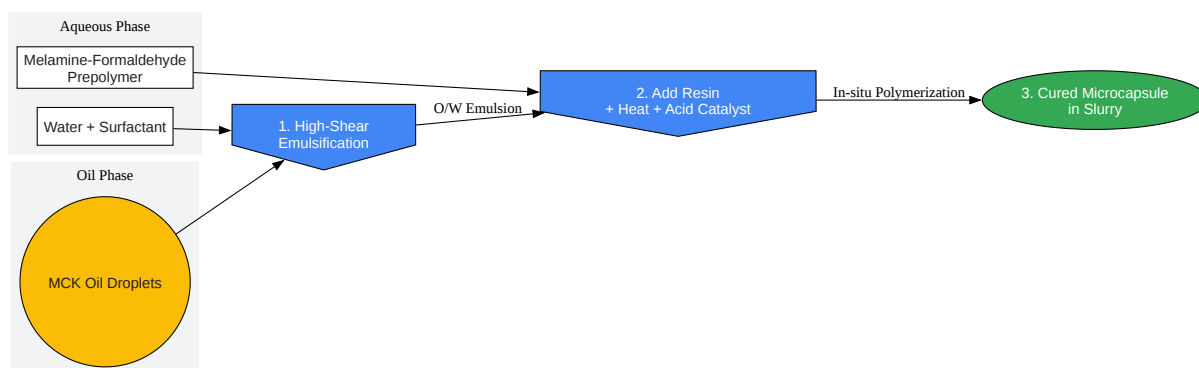 Aqueous Phase
Melamine-Formaldehyde
Prepolymer
Water + Surfactant
Oil Phase
MCK Oil Droplets
1. High-Shear
Emulsification
O/W Emulsion
2. Add Resin
+ Heat + Acid Catalyst
In-situ Polymerization
3. Cured Microcapsule
in Slurry